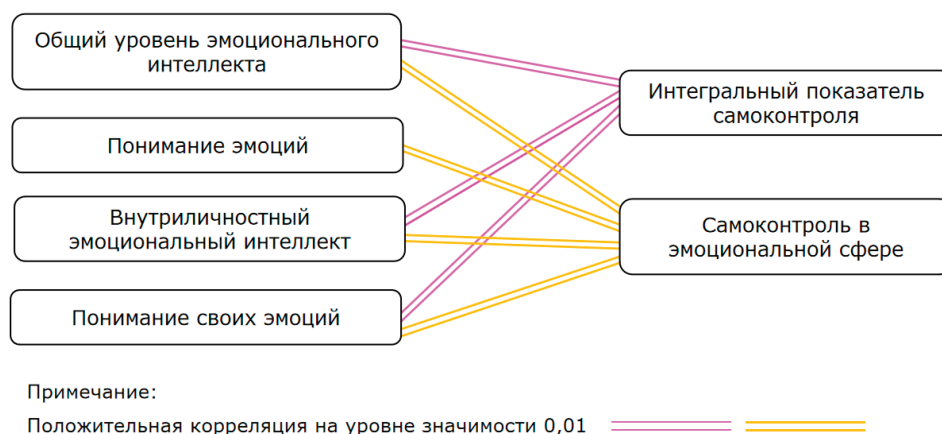 Общий уровень эмоционального
интеллекта
Понимание эмоций
Внутриличностный
эмоциональный интеллект
Понимание своих эмоций
Интегральный показатель
самоконтроля
Самоконтроль в
эмоциональной сфере
Примечание:
Положительная корреляция на уровне значимости 0,01